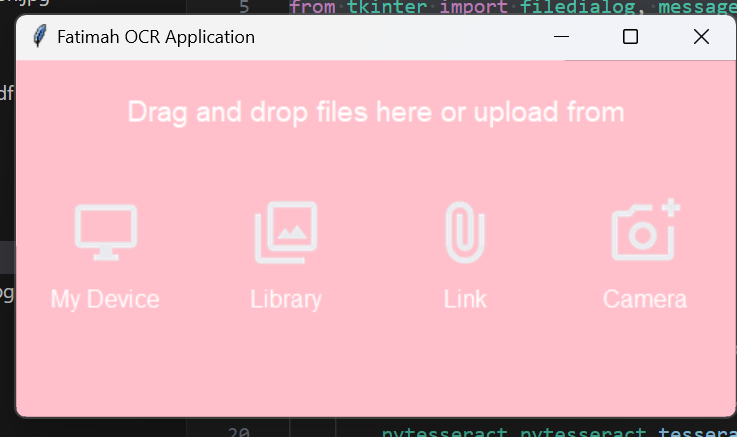 5 from tkinter import filedialog, message
Fatimah OCR Application
Drag and drop files here or upload from
My Device Library Link Camera
20 pytesseract.pytesseract.tessera